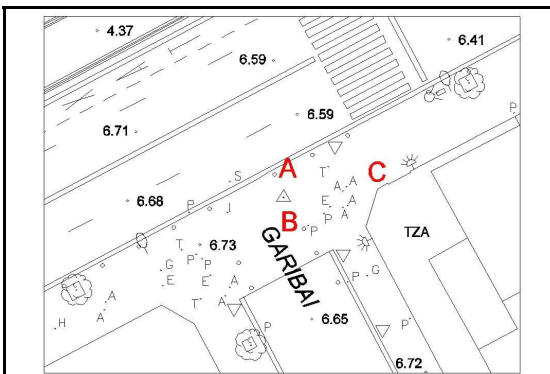 4.37
6.41
6.59
P
6.71
6.59
A
T
C
S
A A
6.68
P
I
E A
B
P A
P
TZA
GARIBAI
6.73
T
P P
G
P G
E E A
A
T A
A
H
P
6.65
P
6.72